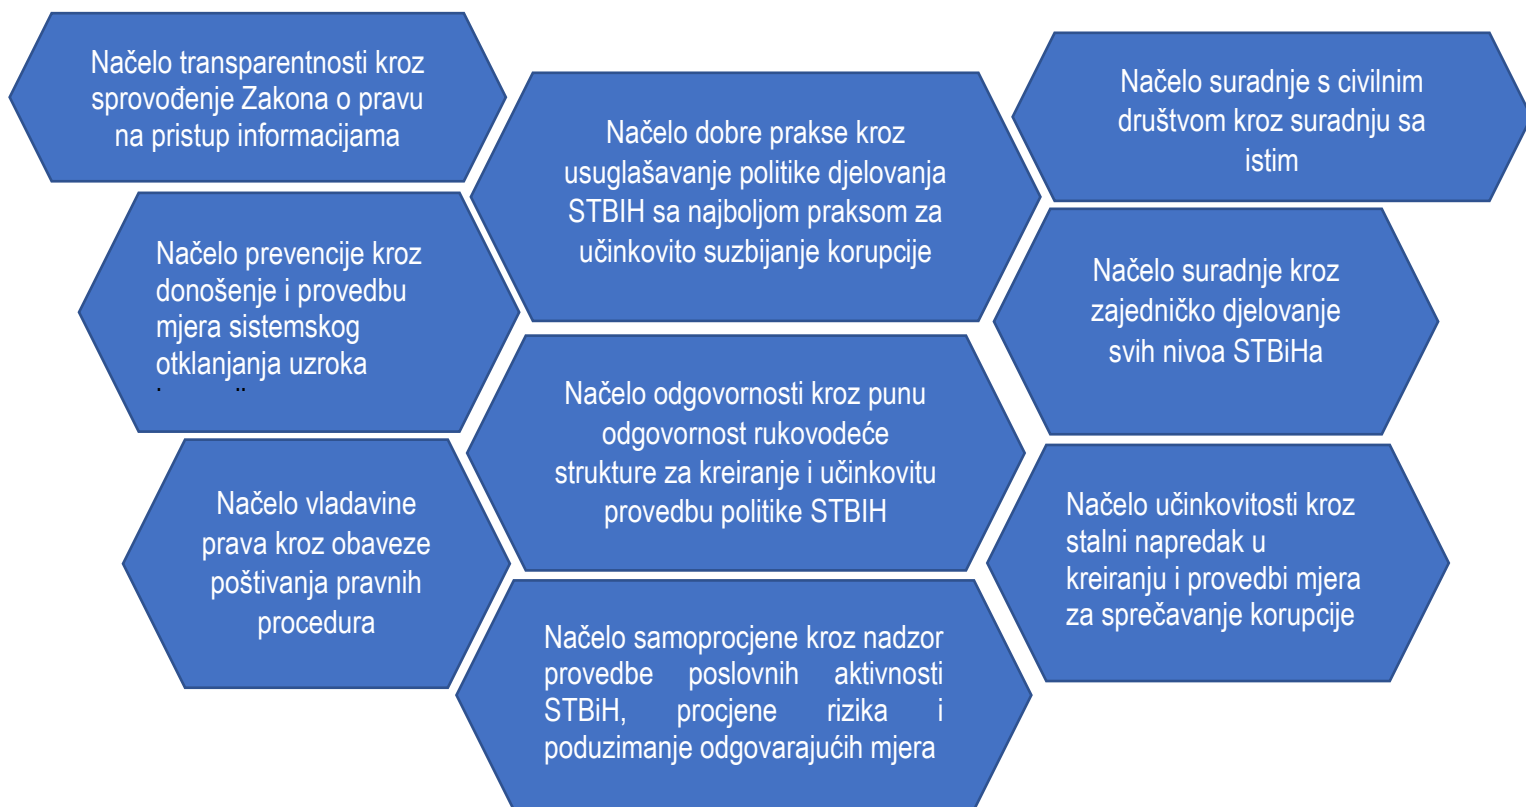 Načelo transparentnosti kroz
sprovođenje Zakona o pravu
na pristup informacijama
Načelo prevencije kroz
donošenje i provedbu
mjera sistemskog
otklanjanja uzroka
Načelo vladavine
prava kroz obaveze
poštivanja pravnih
procedura
Načelo dobre prakse kroz
usuglašavanje politike djelovanja
STBIH sa najboljom praksom za
učinkovito suzbijanje korupcije
Načelo odgovornosti kroz punu
odgovornost rukovodeće
strukture za kreiranje i učinkovitu
provedbu politike STBIH
Načelo samoprocjene kroz nadzor
provedbe poslovnih aktivnosti
STBiH, procjene rizika i
poduzimanje odgovarajućih mjera
Načelo suradnje s civilnim
društvom kroz suradnju sa
istim
Načelo suradnje kroz
zajedničko djelovanje
svih nivoa STBiHa
Načelo učinkovitosti kroz
stalni napredak u
kreiranju i provedbi mjera
za sprečavanje korupcije